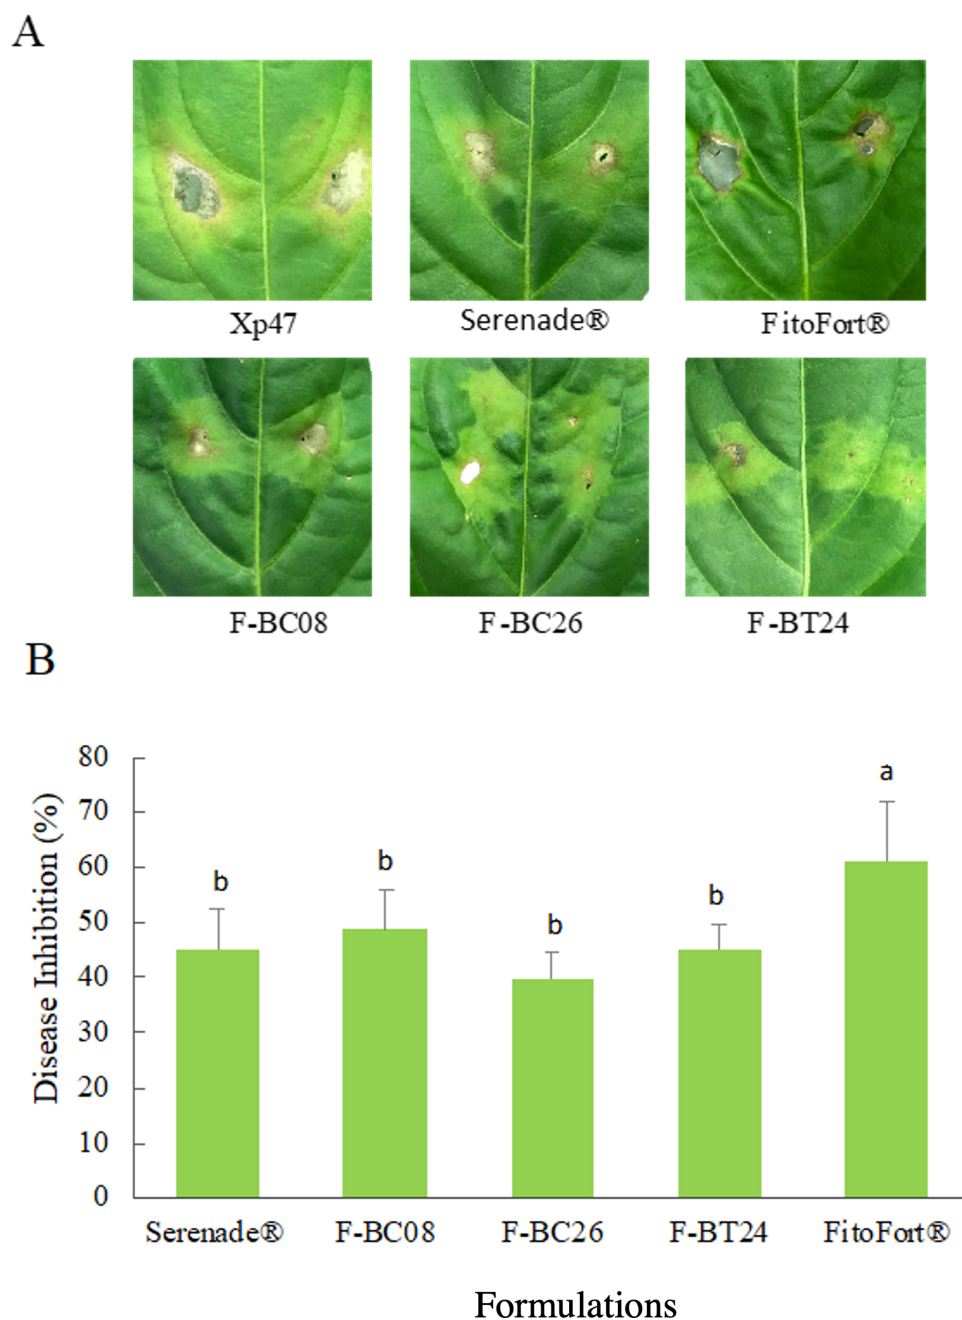 A
Xp47 Serenade® FitoFort®
F-BC08 F-BC26 F-BT24
B
Disease Inhibition (%)
80
70
60
50
40
30
20
10
0
b b b b a
Serenade® F-BC08 F-BC26 F-BT24 FitoFort®
Formulations